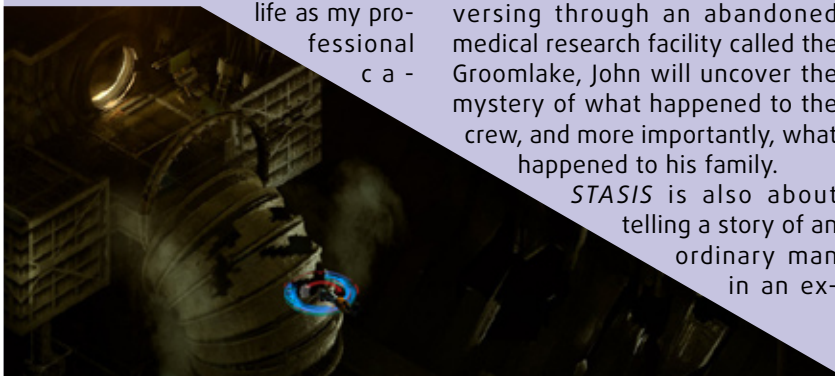 life as my pro-
fessional
ca-
versing through an abandoned
medical research facility called the
Groomlake, John will uncover the
mystery of what happened to the
crew, and more importantly, what
happened to his family.
STASIS is also about
telling a story of an
ordinary man
in an ex-